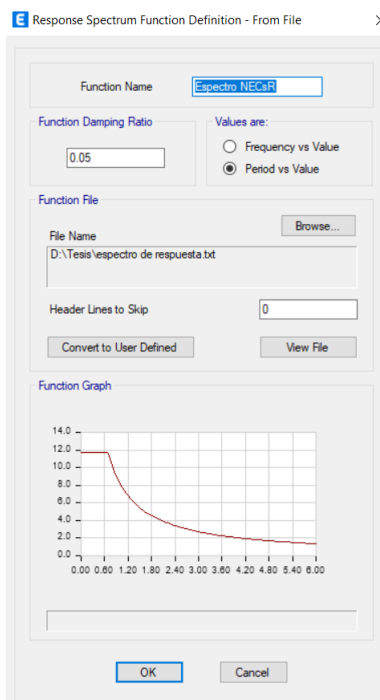 E Response Spectrum Function Definition - From File
Function Name
Espectro NECsR
Function Damping Ratio
Values are:
0.05
Frequency vs Value
Period vs Value
Function File
Browse...
File Name
D:\Tesis\espectro de respuesta.txt
Header Lines to Skip
0
Convert to User Defined
View File
Function Graph
14.0
12.0
10.0
8.0
6.0
4.0
2.0
0.0
0.00 0.60 1.20 1.80 2.40 3.00 3.60 4.20 4.80 5.40 6.00
OK
Cancel